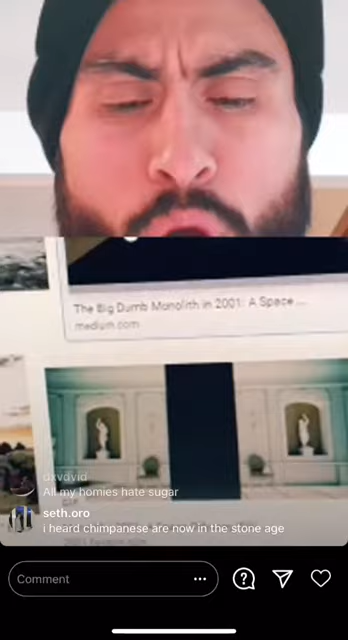 The Big Dumb Monolith in 2001: A Space ...
medium.com
dxvdvid
All my homies hate sugar
seth.oro
i heard chimpanese are now in the stone age
Comment